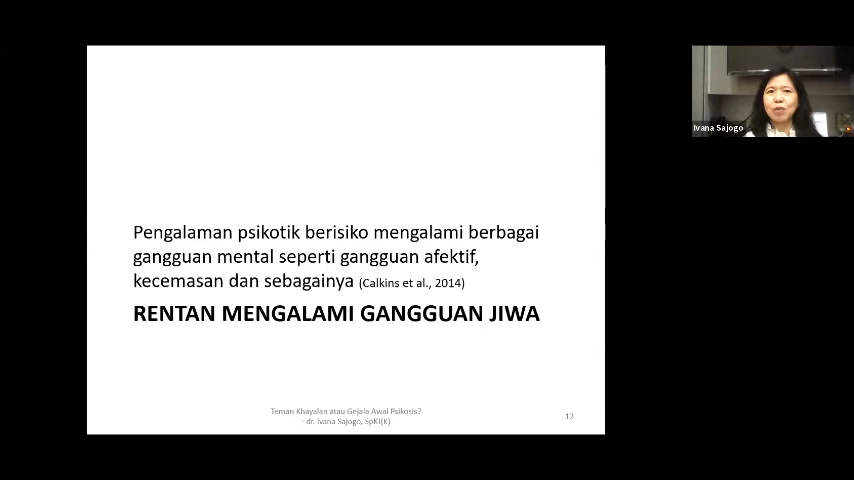 Pengalaman psikotik berisiko mengalami berbagai
gangguan mental seperti gangguan afektif,
kecemasan dan sebagainya (Calkins et al., 2014)
RENTAN MENGALAMI GANGGUAN JIWA
Teman Khayalan atau Gejala Awal Psikosis?
- dr. Ivana Sajogo, SpKJ(K)
12
Ivana Sajogo